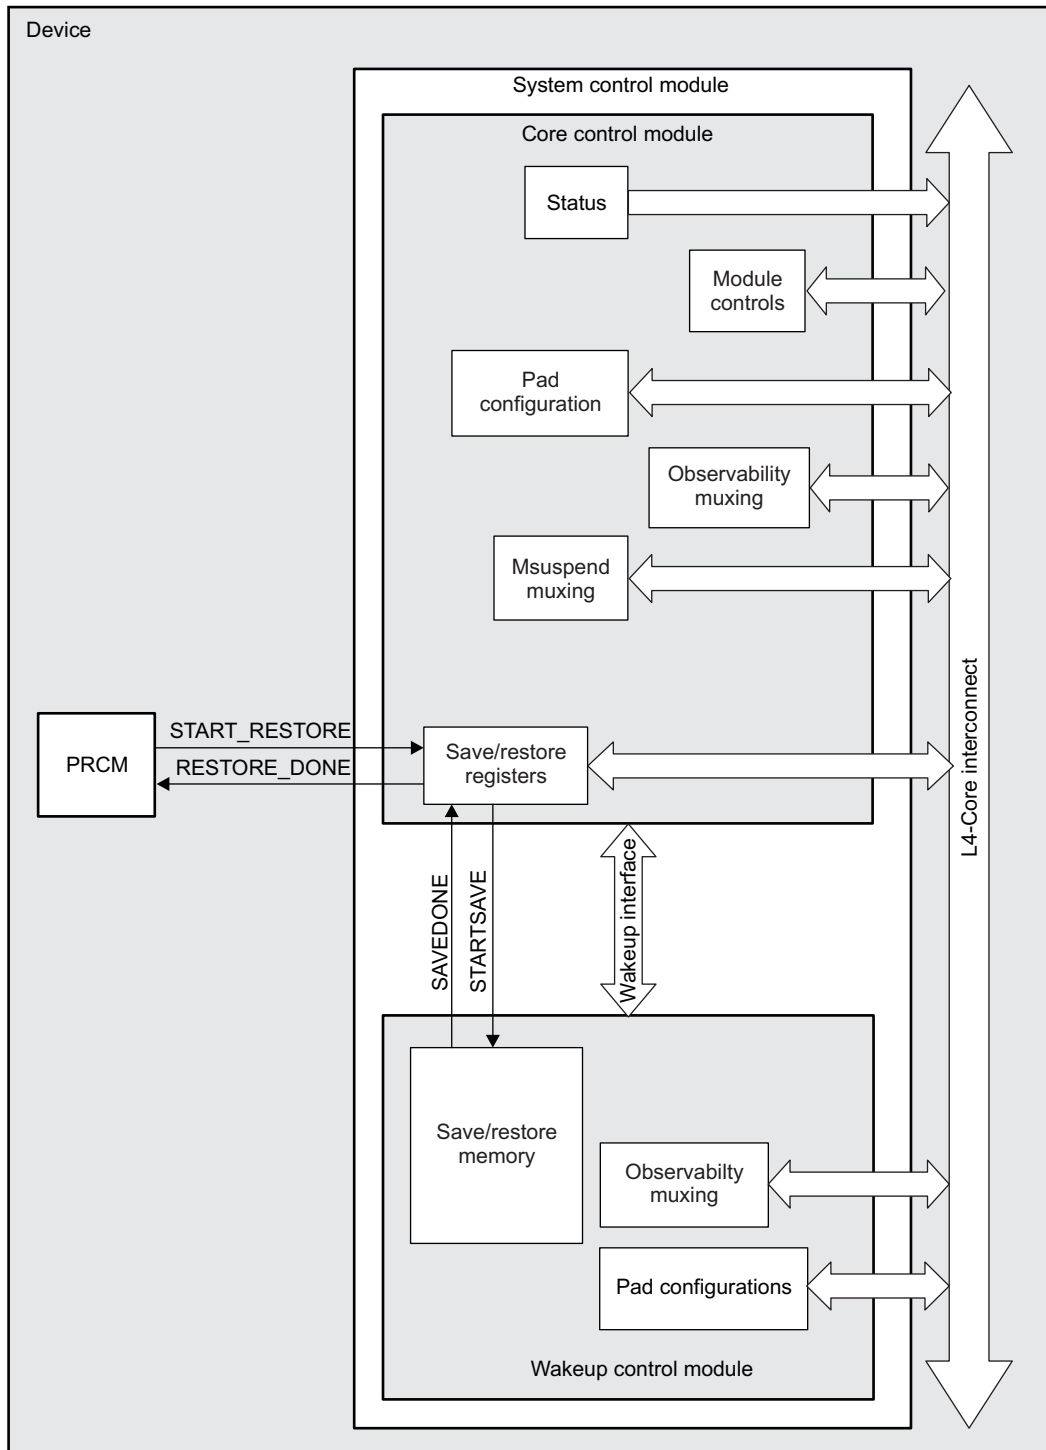 Device
System control module
Core control module
Status
Module
controls
Pad
configuration
Observability
muxing
Msuspend
muxing
START_RESTORE
PRCM
RESTORE_DONE
Save/restore
registers
L4-Core interconnect
SAVEDONE
STARTSAVE
Wakeup interface
Save/restore
memory
Observabilty
muxing
Pad configurations
Wakeup control module